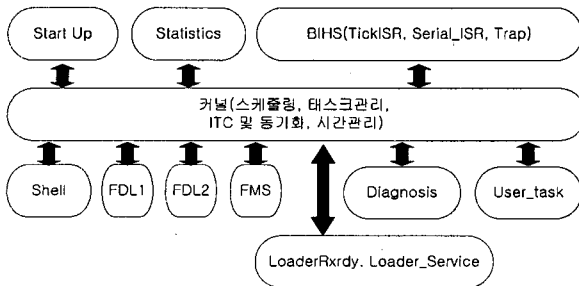 Start Up
Statistics
BIHS(TickISR, Serial_ISR, Trap)
커널(스케줄링, 태스크관리,
ITC 및 동기화, 시간관리)
Shell
FDL1
FDL2
FMS
Diagnosis
User_task
LoaderRxrdy. Loader_Service